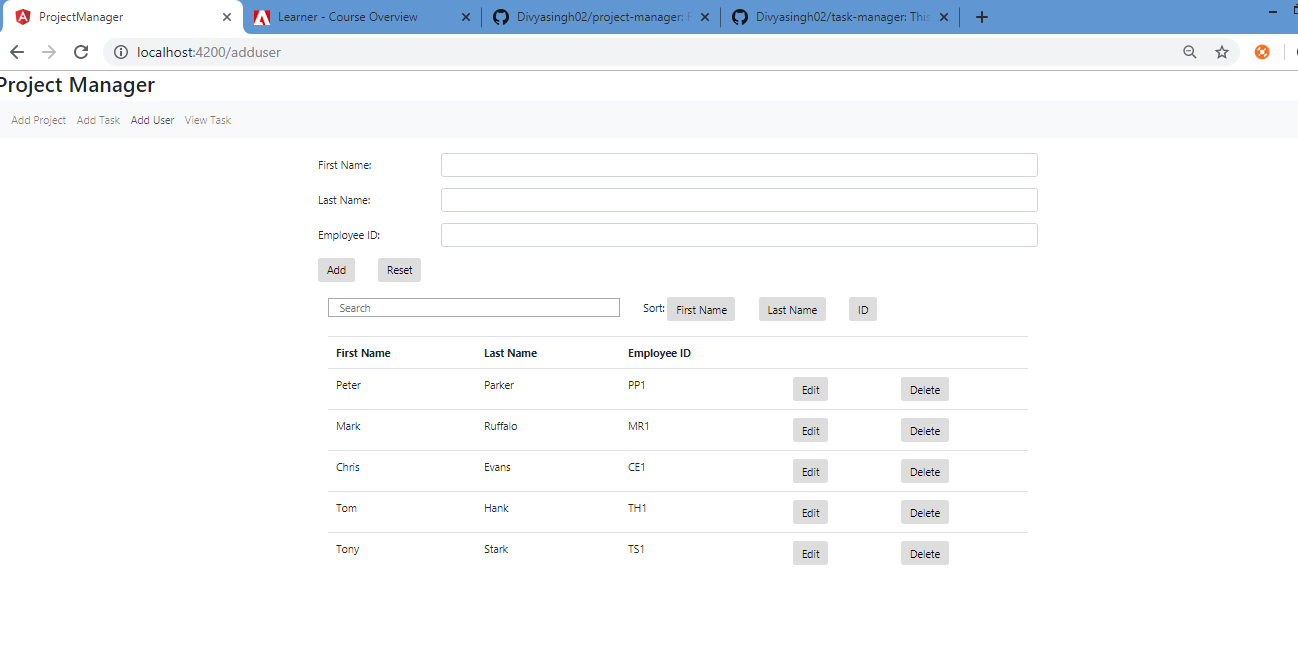 ProjectManager Learner - Course Overview Divyasingh02/project-manager: Divyasingh02/task-manager: This
localhost:4200/adduser
Project Manager
Add Project Add Task Add User View Task
First Name:
Last Name:
Employee ID:
Add Reset
Search Sort: First Name Last Name ID
First Name Last Name Employee ID
Peter Parker PP1 Edit Delete
Mark Ruffalo MR1 Edit Delete
Chris Evans CE1 Edit Delete
Tom Hank TH1 Edit Delete
Tony Stark TS1 Edit Delete